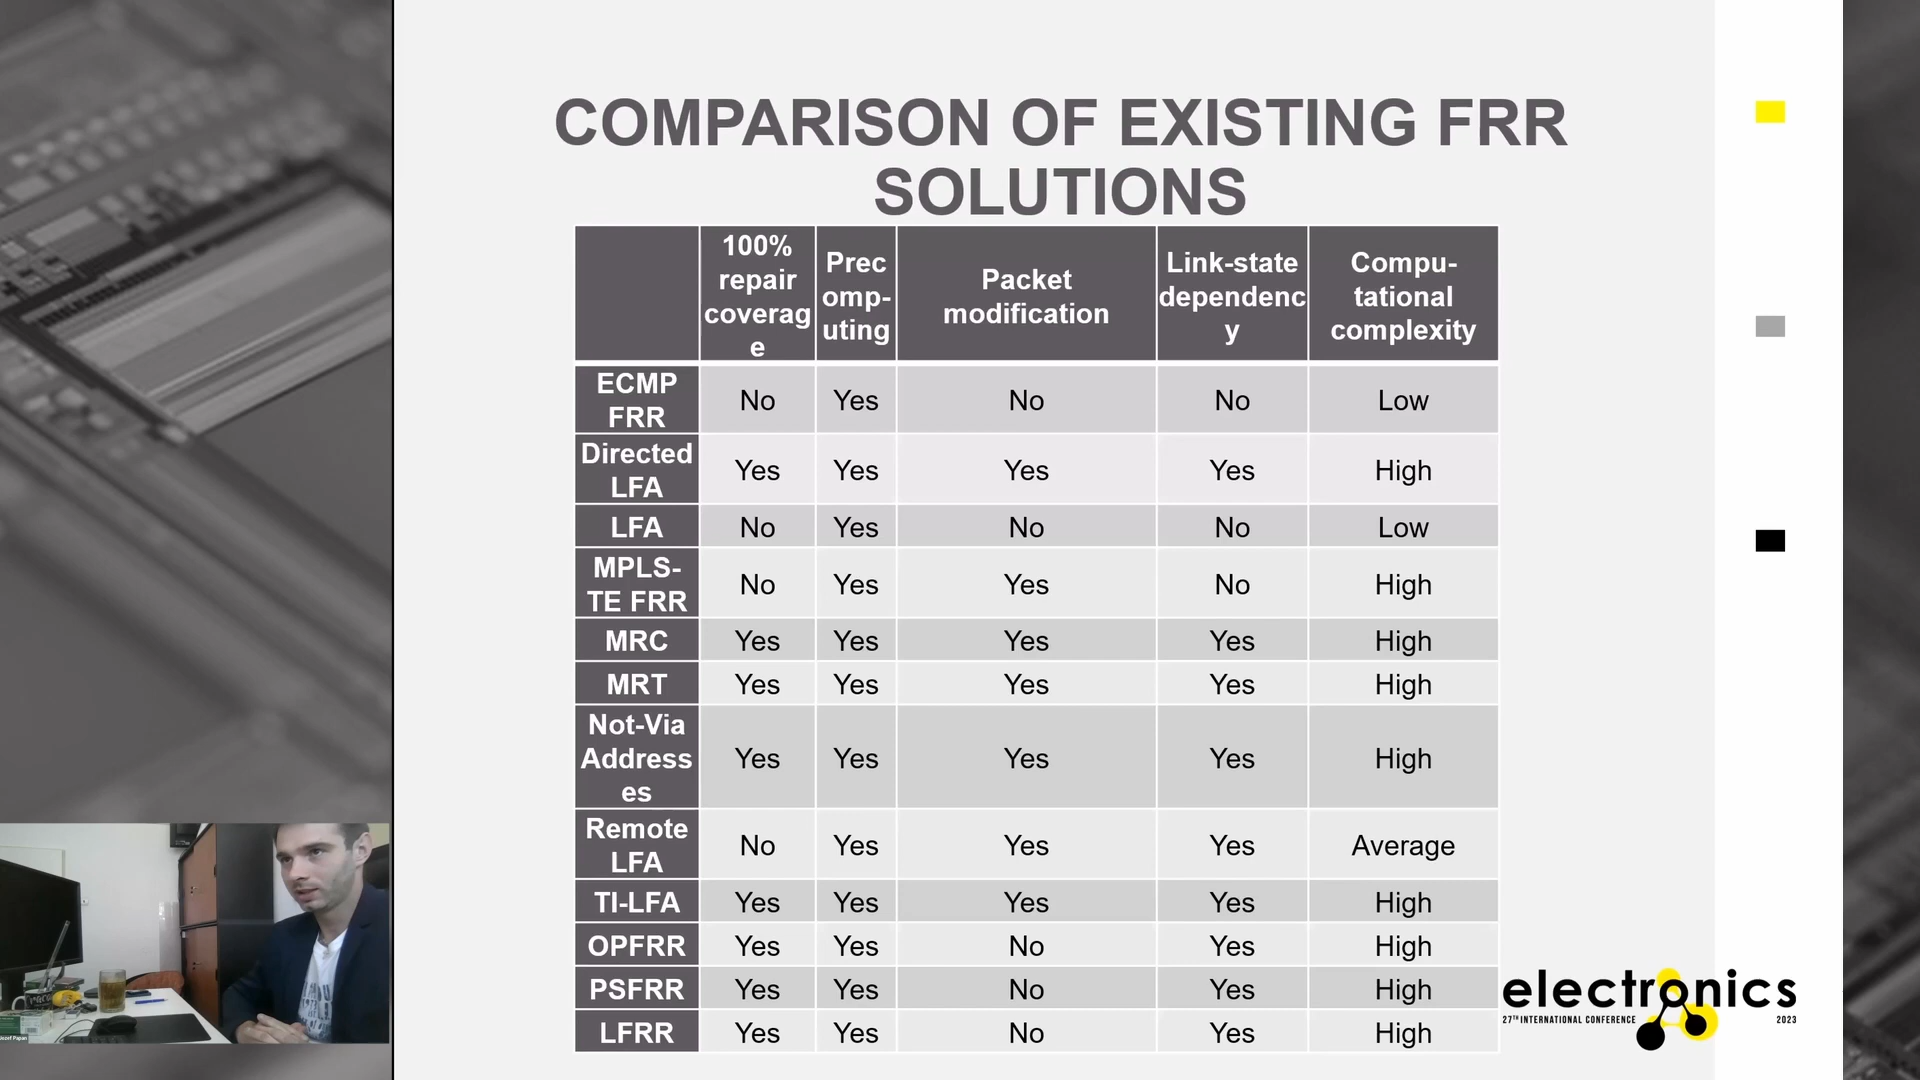 COMPARISON OF EXISTING FRR
SOLUTIONS
100%
repair
coverag
e
Prec
omp-
uting
Packet
modification
Link-state
dependenc
y
Compu-
tational
complexity
ECMP
FRR
No
Yes
No
No
Low
Directed
LFA
Yes
Yes
Yes
Yes
High
LFA
No
Yes
No
No
Low
MPLS-
TE FRR
No
Yes
Yes
No
High
MRC
Yes
Yes
Yes
Yes
High
MRT
Yes
Yes
Yes
Yes
High
Not-Via
Address
es
Yes
Yes
Yes
Yes
High
Remote
LFA
No
Yes
Yes
Yes
Average
TI-LFA
Yes
Yes
Yes
Yes
High
OPFRR
Yes
Yes
No
Yes
High
PSFRR
Yes
Yes
No
Yes
High
LFRR
Yes
Yes
No
Yes
High
electronics
27TH INTERNATIONAL CONFERENCE 2023
Jozef Papan